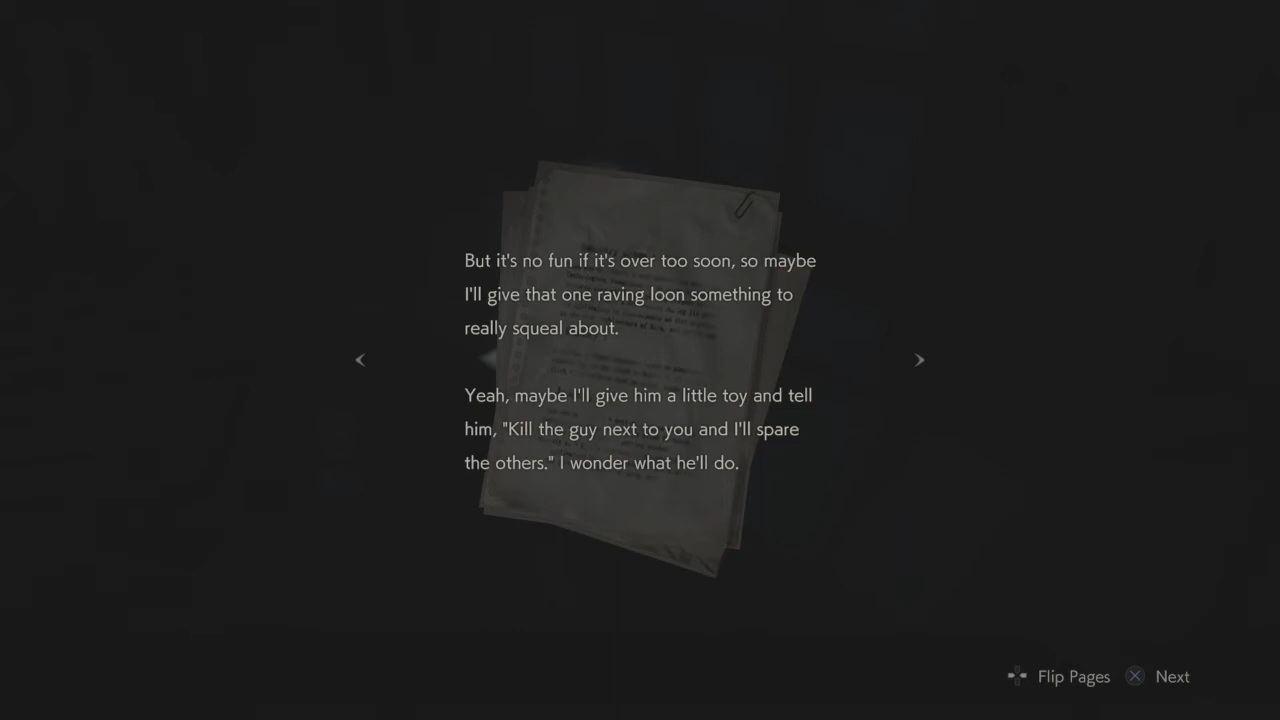 But it's no fun if it's over too soon, so maybe
I'll give that one raving loon something to
really squeal about.
Yeah, maybe I'll give him a little toy and tell
him, "Kill the guy next to you and I'll spare
the others." I wonder what he'll do.
Flip Pages Next